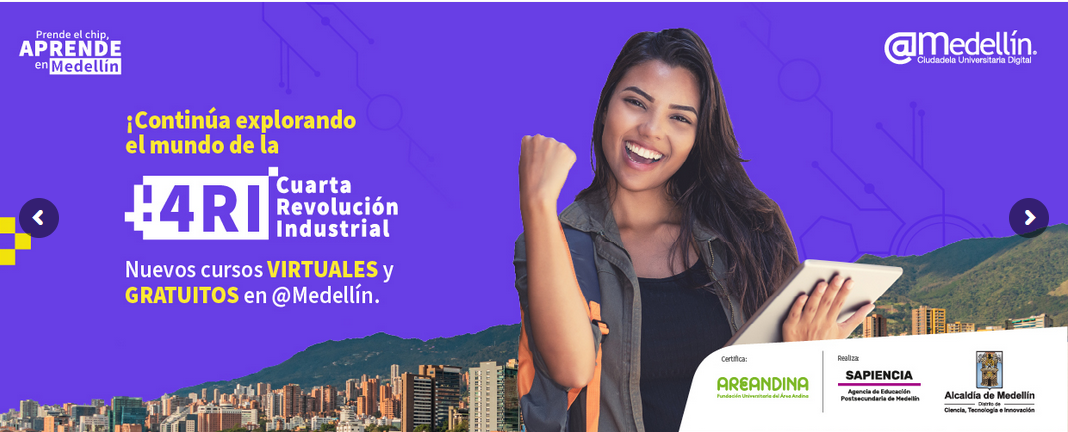 Prende el chip,
APRENDE
en Medellín
@Medellín.
Ciudadela Universitaria Digital
¡Continúa explorando
el mundo de la
4RI
Cuarta
Revolución
Industrial
Nuevos cursos VIRTUALES y
GRATUITOS en @Medellín.
Certifica:
AREANDINA
Fundación Universitaria del Área Andina
Realiza:
SAPIENCIA
Agencia de Educación
Postsecundaria de Medellín
Alcaldía de Medellín
Distrito de
Ciencia, Tecnología e Innovación